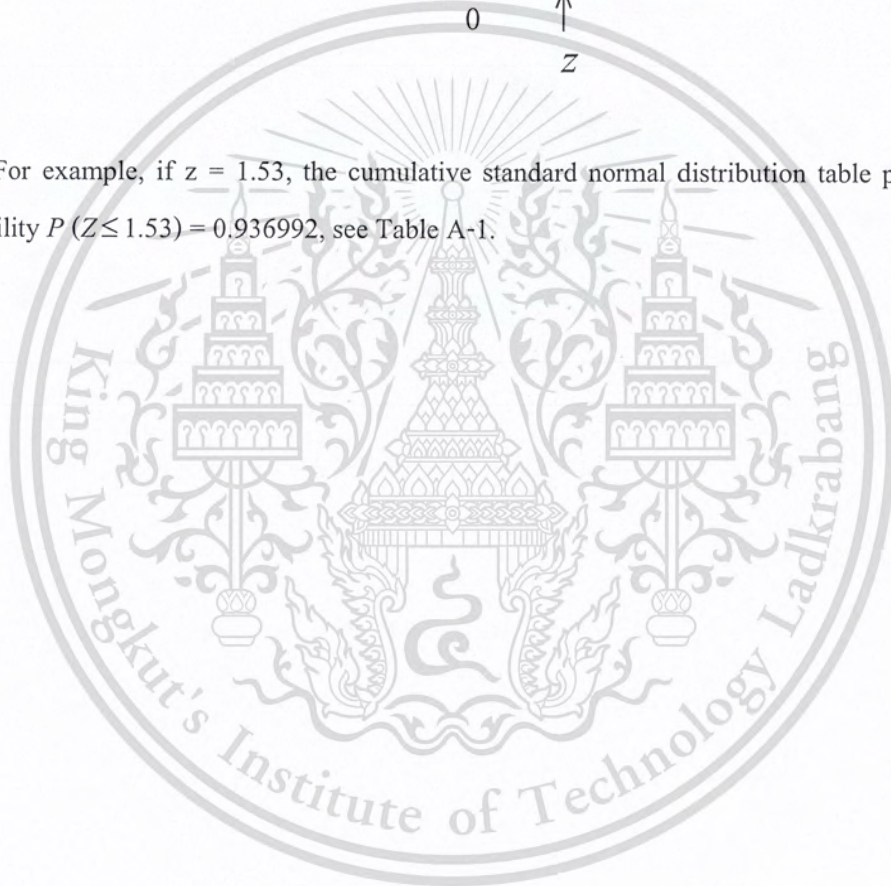 0
z
For example, if z = 1.53, the cumulative standard normal distribution table p
ility P (Z ≤ 1.53) = 0.936992, see Table A-1.
King Mongkut's Institute of Technology Ladkrabang